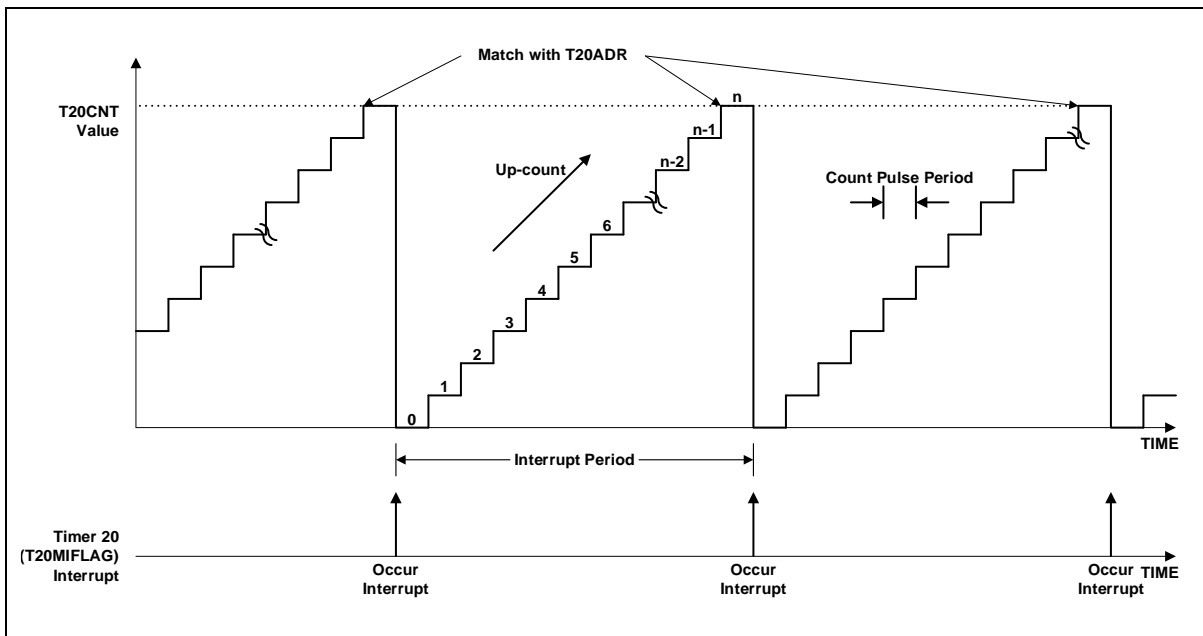 Match with T20ADR
T20CNT
Value
n
n-1
n-2
Up-count
Count Pulse Period
6
5
4
3
2
1
0
TIME
Interrupt Period
Timer 20
(T20MIFLAG)
Interrupt
Occur
Interrupt
Occur
Interrupt
Occur
Interrupt
TIME